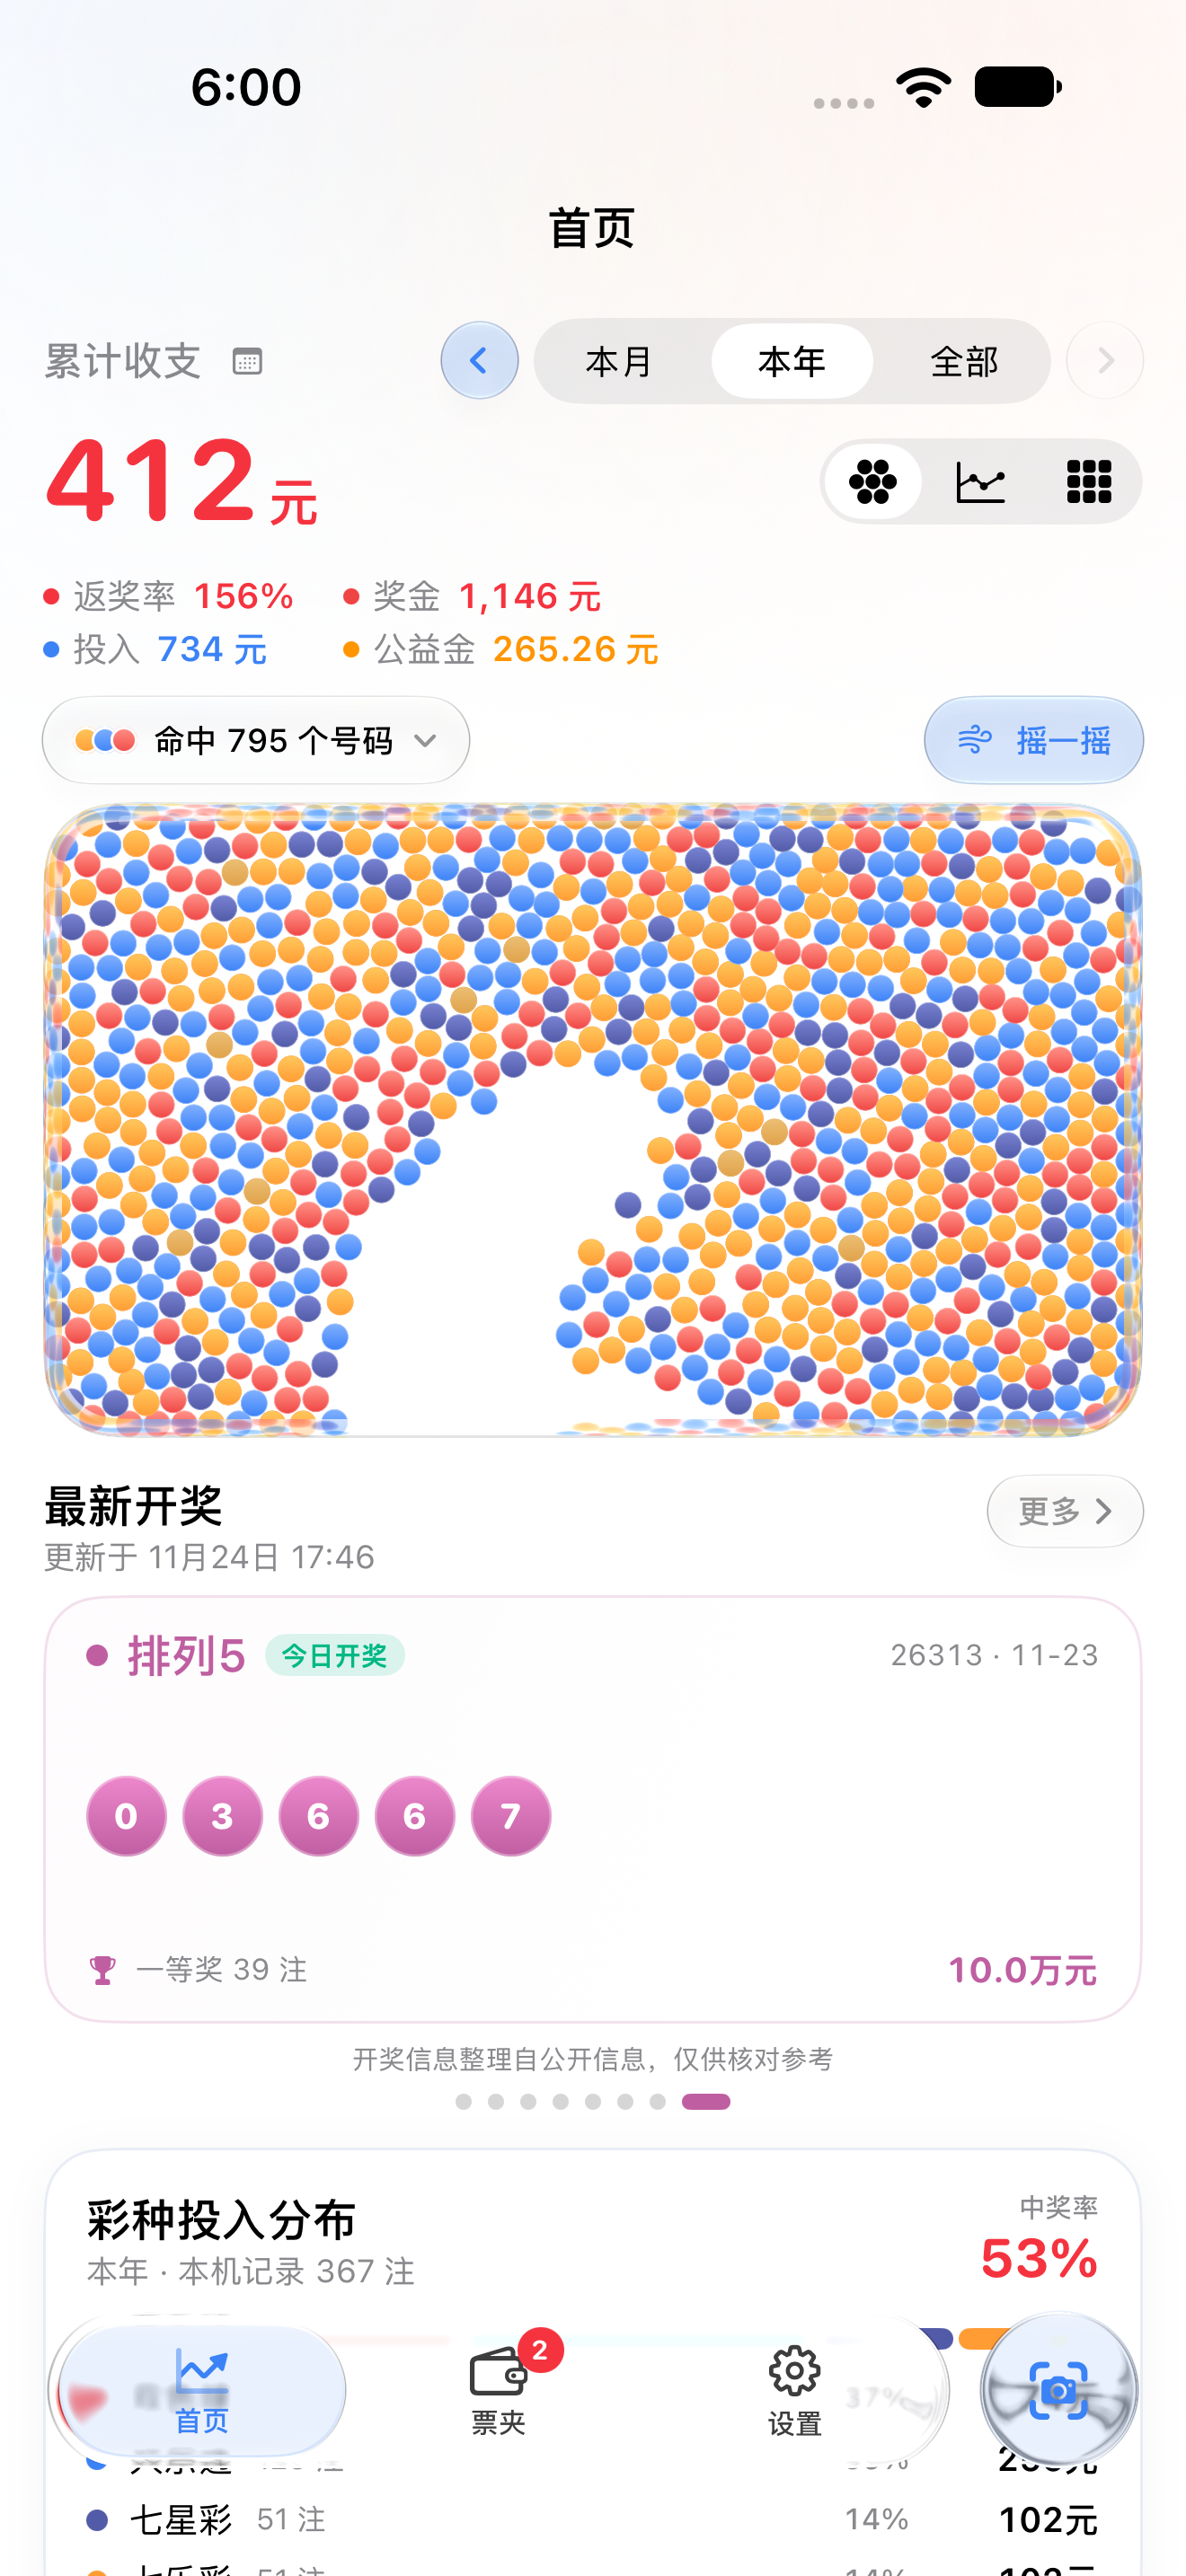 6:00
首页
累计收支
本月 本年 全部
412元
返奖率 156% 奖金 1,146 元
投入 734 元 公益金 265.26 元
命中 795 个号码
摇一摇
最新开奖
更多
更新于 11月24日 17:46
排列5 今日开奖 26313 · 11-23
0 3 6 6 7
一等奖 39 注 10.0万元
开奖信息整理自公开信息，仅供核对参考
彩种投入分布
中奖率
本年 · 本机记录 367 注
53%
37%
2
首页 票夹 设置
七星彩 51 注 14% 102元